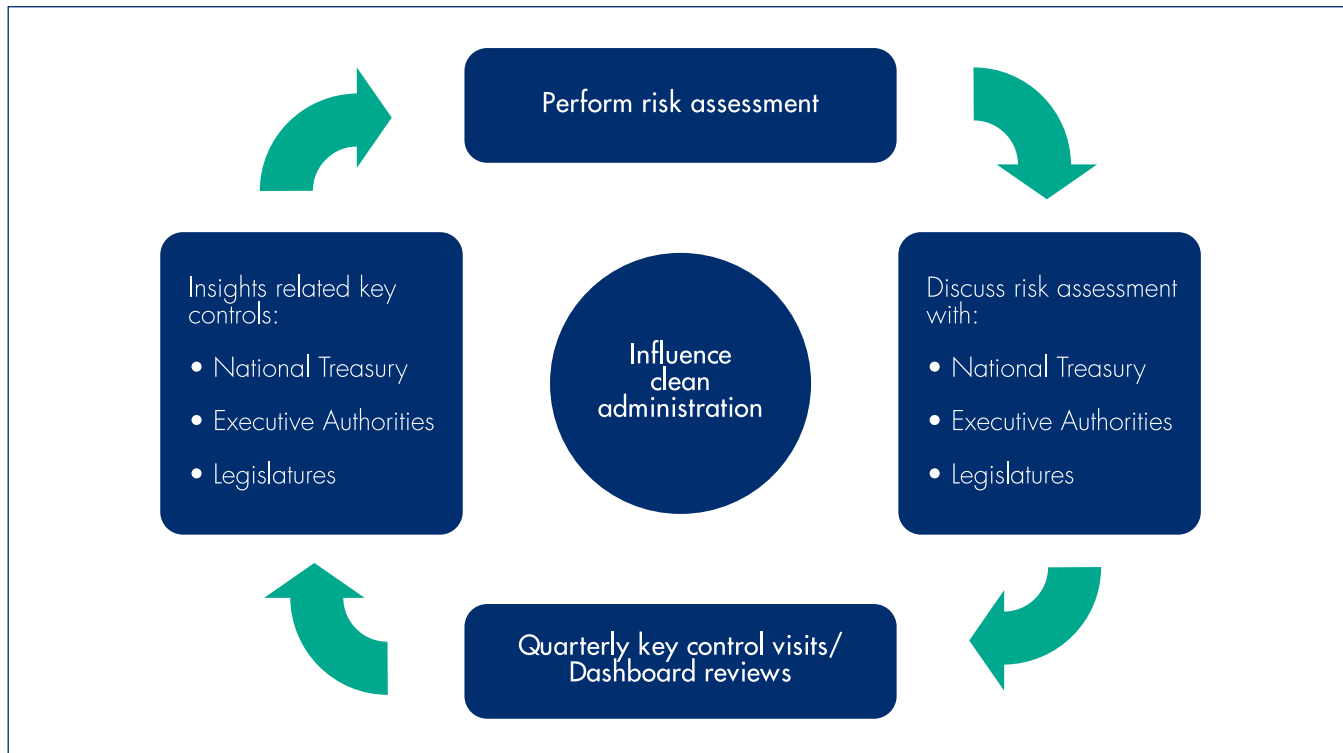 Perform risk assessment
Insights related key
controls:
• National Treasury
• Executive Authorities
• Legislatures
Influence
clean
administration
Discuss risk assessment
with:
• National Treasury
• Executive Authorities
• Legislatures
Quarterly key control visits/
Dashboard reviews